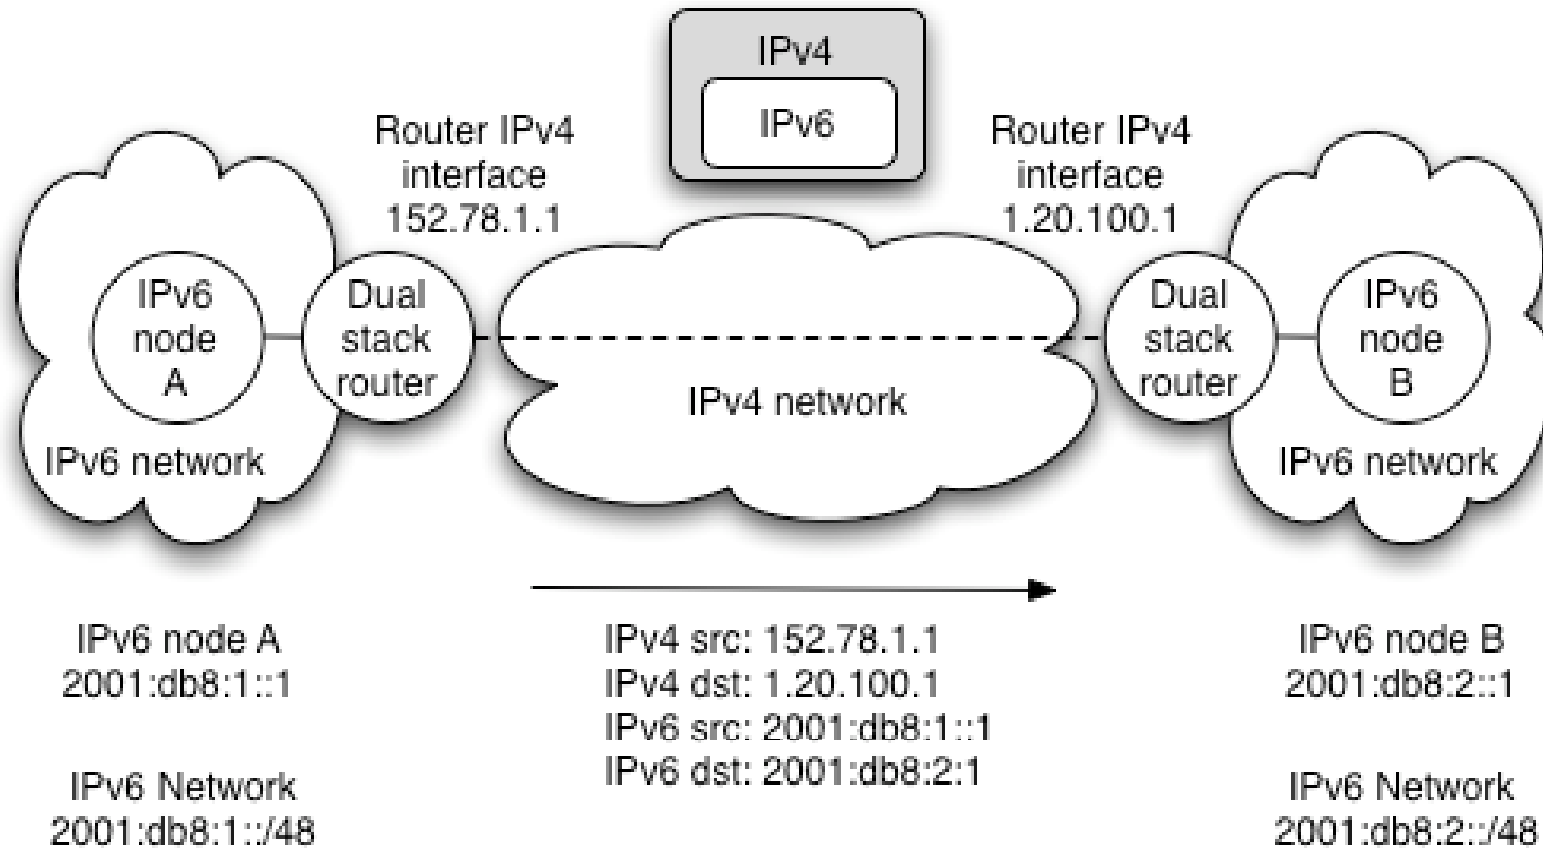 IPv4
IPv6
Router IPv4
interface
152.78.1.1
Router IPv4
interface
1.20.100.1
IPv6
node
A
Dual
stack
router
IPv4 network
Dual
stack
router
IPv6
node
B
IPv6 network
IPv6 network
IPv6 node A
2001:db8:1::1
IPv6 Network
2001:db8:1::/48
IPv4 src: 152.78.1.1
IPv4 dst: 1.20.100.1
IPv6 src: 2001:db8:1::1
IPv6 dst: 2001:db8:2:1
IPv6 node B
2001:db8:2::1
IPv6 Network
2001:db8:2::/48